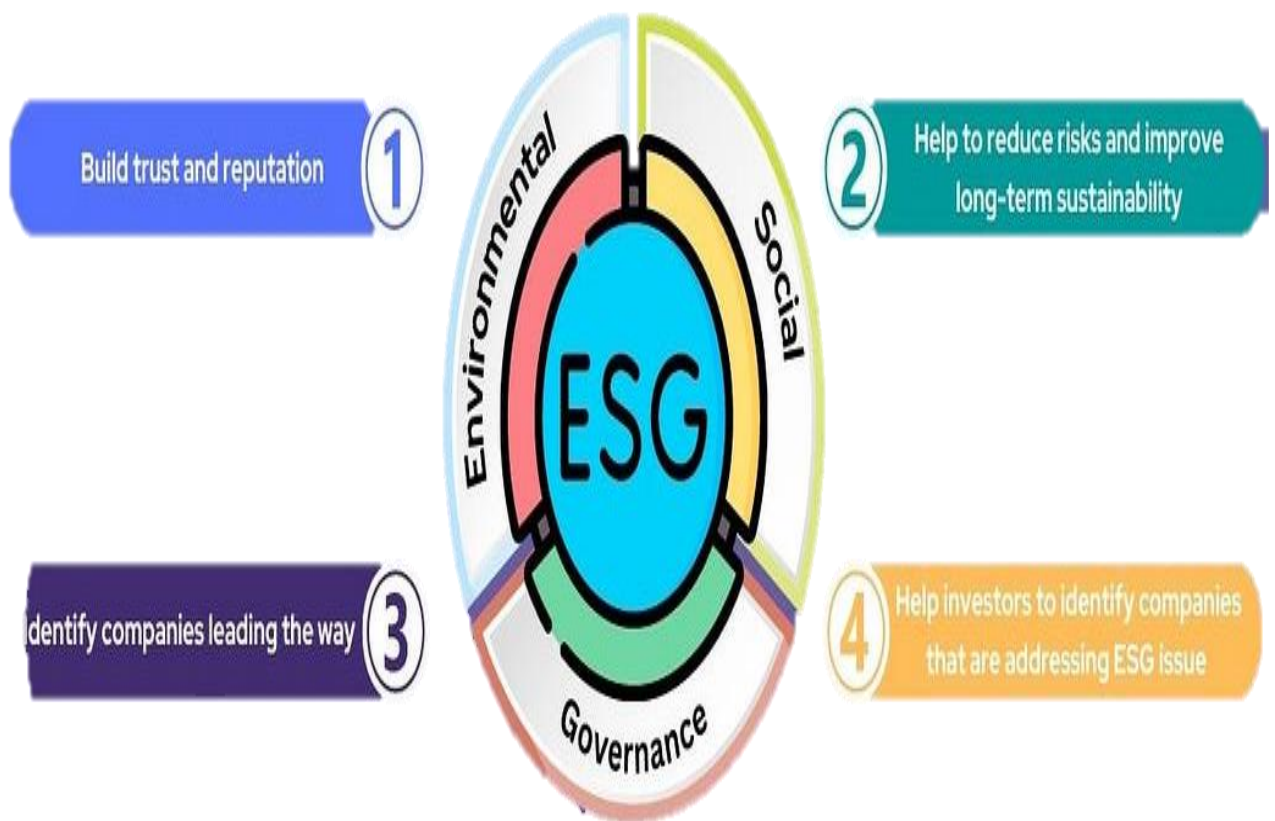 Build trust and reputation
1
2
Help to reduce risks and improve
long-term sustainability
Environmental
Social
ESG
dentify companies leading the way
3
4
Help investors to identify companies
that are addressing ESG issue
Governance